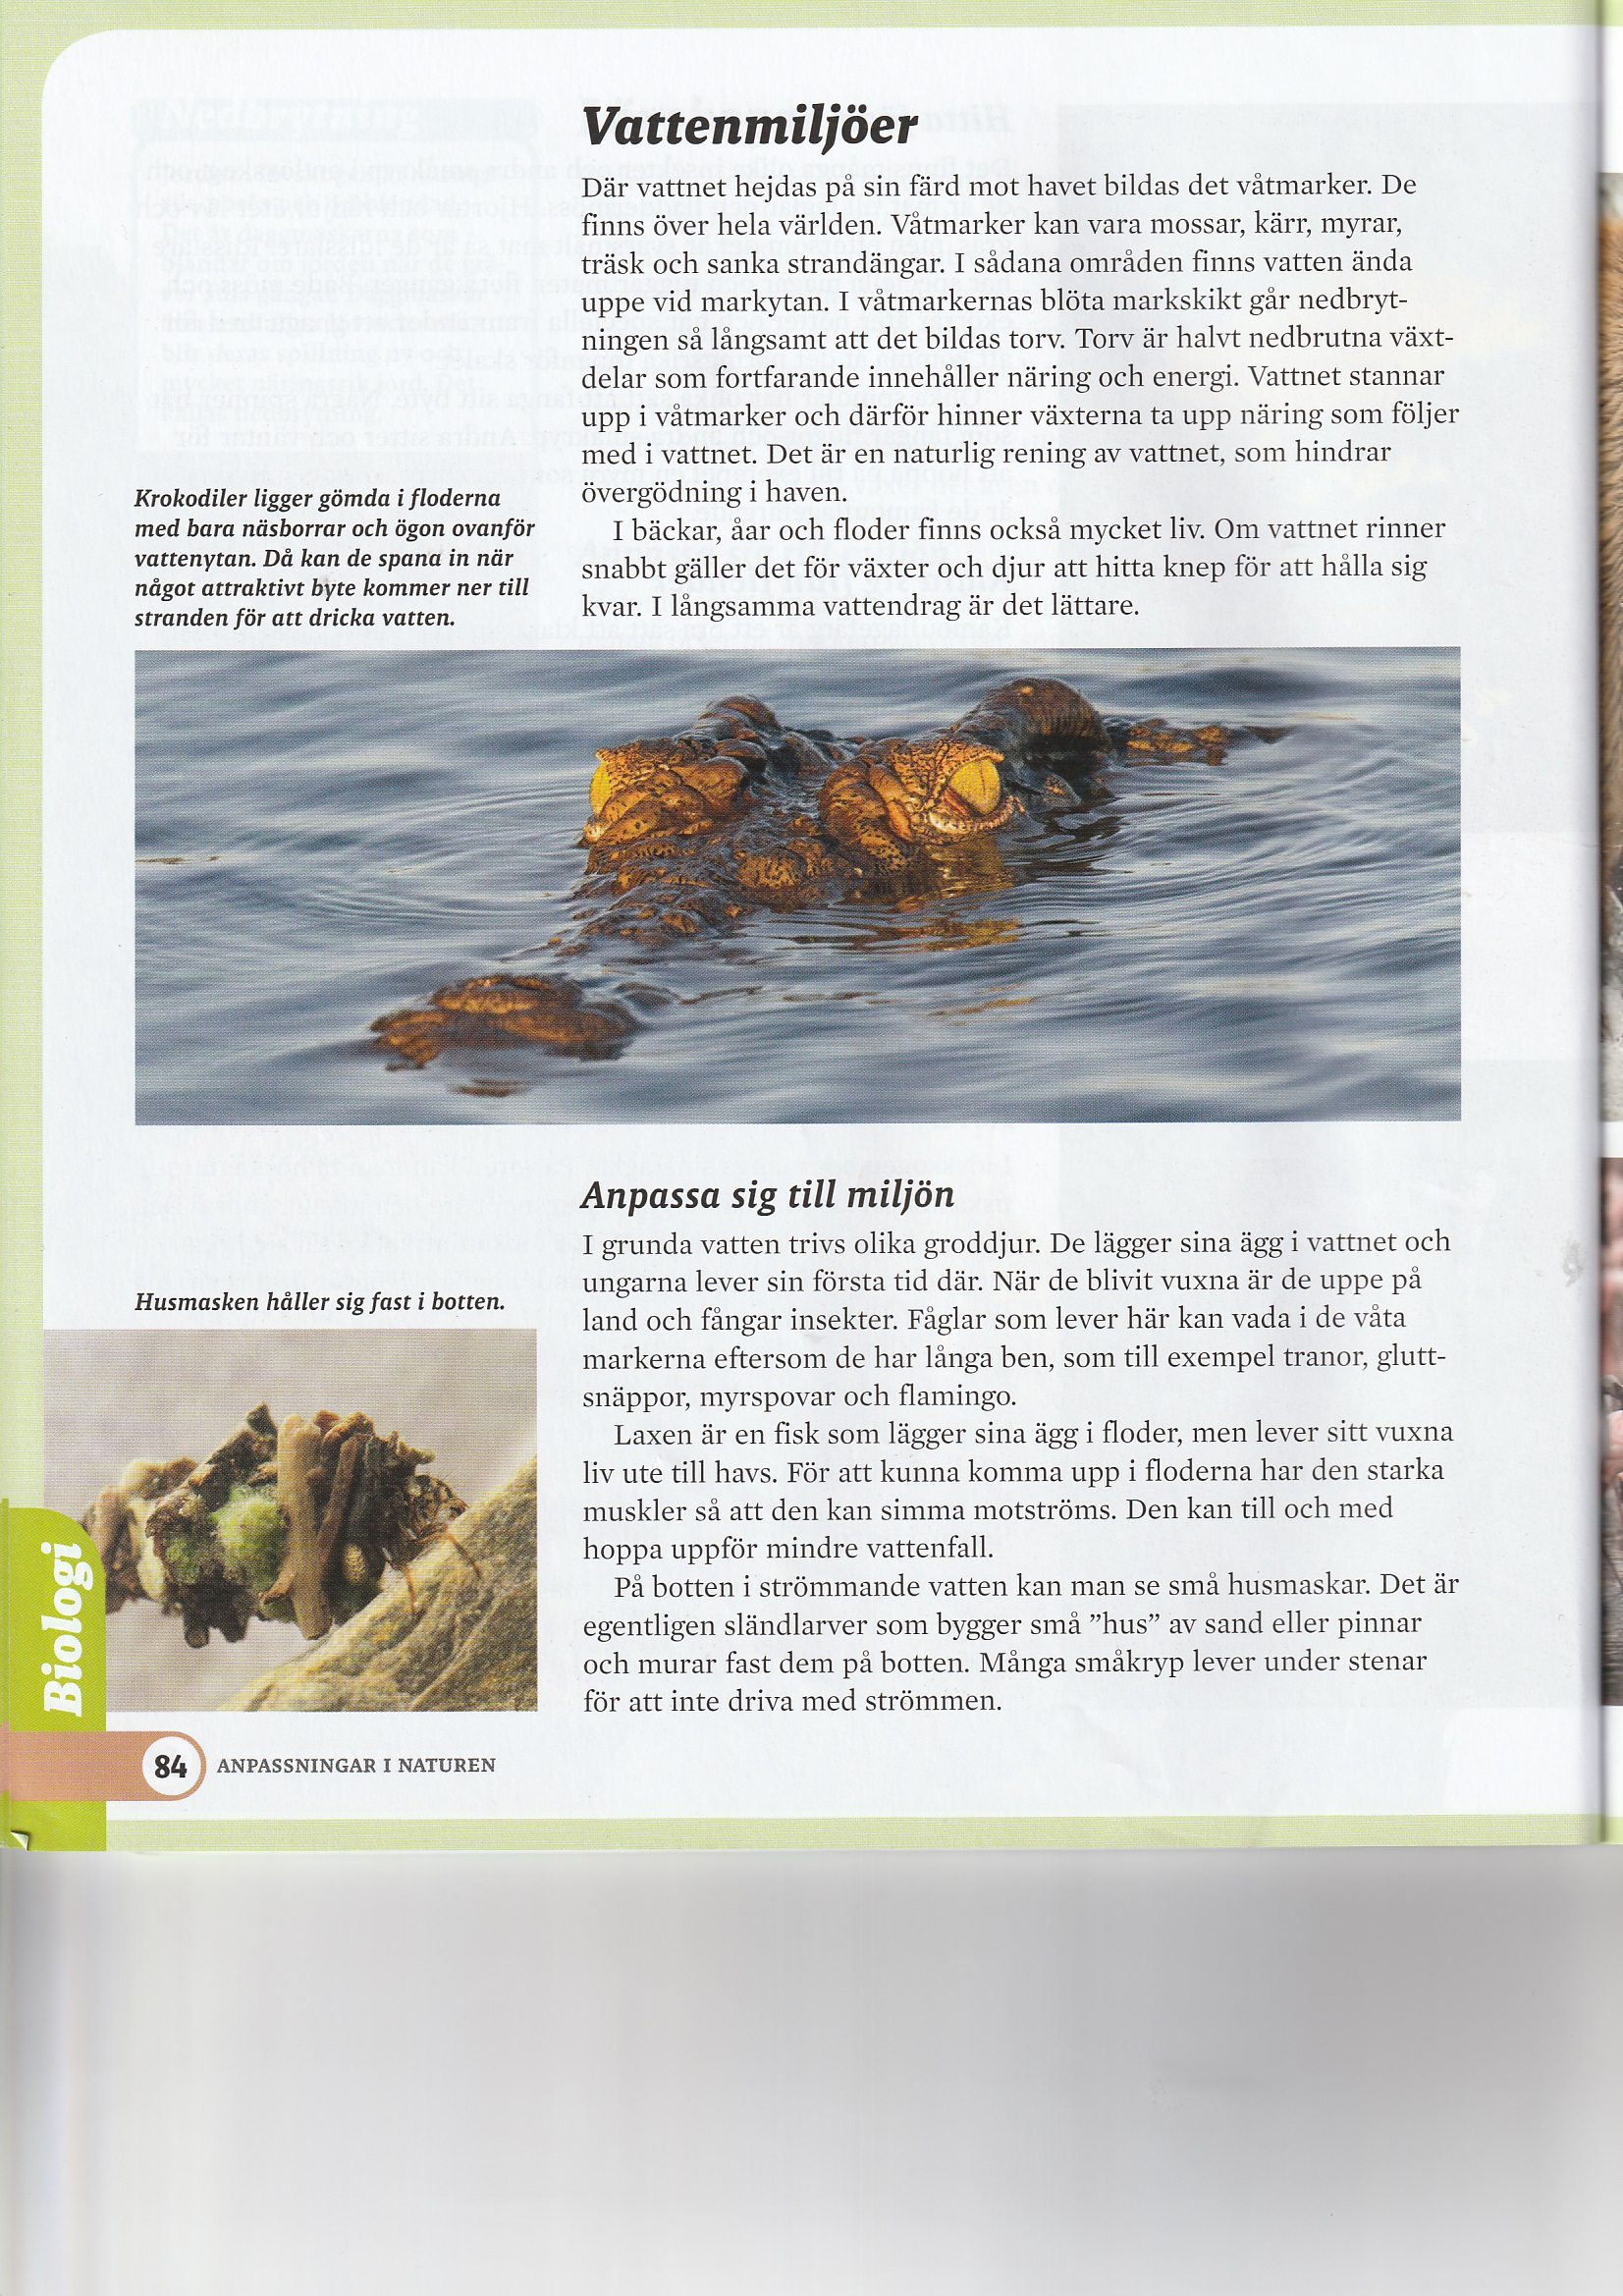 Vattenmiljöer
Där vattnet hejdas på sin färd mot havet bildas det våtmarker. De
finns över hela världen. Våtmarker kan vara mossar, kärr, myrar,
träsk och sanka strandängar. I sådana områden finns vatten ända
uppe vid markytan. I våtmarkernas blöta markskikt går nedbryt-
ningen så långsamt att det bildas torv. Torv är halvt nedbrutna växt-
delar som fortfarande innehåller näring och energi. Vattnet stannar
upp i våtmarker och därför hinner växterna ta upp näring som följer
med i vattnet. Det är en naturlig rening av vattnet, som hindrar
övergödning i haven.
I bäckar, åar och floder finns också mycket liv. Om vattnet rinner
snabbt gäller det för växter och djur att hitta knep för att hålla sig
kvar. I långsamma vattendrag är det lättare.
Krokodiler ligger gömda i floderna
med bara näsborrar och ögon ovanför
vattenytan. Då kan de spana in när
något attraktivt byte kommer ner till
stranden för att dricka vatten.
Anpassa sig till miljön
I grunda vatten trivs olika groddjur. De lägger sina ägg i vattnet och
ungarna lever sin första tid där. När de blivit vuxna är de uppe på
land och fångar insekter. Fåglar som lever här kan vada i de våta
markerna eftersom de har långa ben, som till exempel tranor, glutt-
snäppor, myrspovar och flamingo.
Laxen är en fisk som lägger sina ägg i floder, men lever sitt vuxna
liv ute till havs. För att kunna komma upp i floderna har den starka
muskler så att den kan simma motströms. Den kan till och med
hoppa uppför mindre vattenfall.
På botten i strömmande vatten kan man se små husmaskar. Det är
egentligen sländlarver som bygger små ”hus” av sand eller pinnar
och murar fast dem på botten. Många småkryp lever under stenar
för att inte driva med strömmen.
Husmasken håller sig fast i botten.
Biologi
84 ANPASSNINGAR I NATUREN